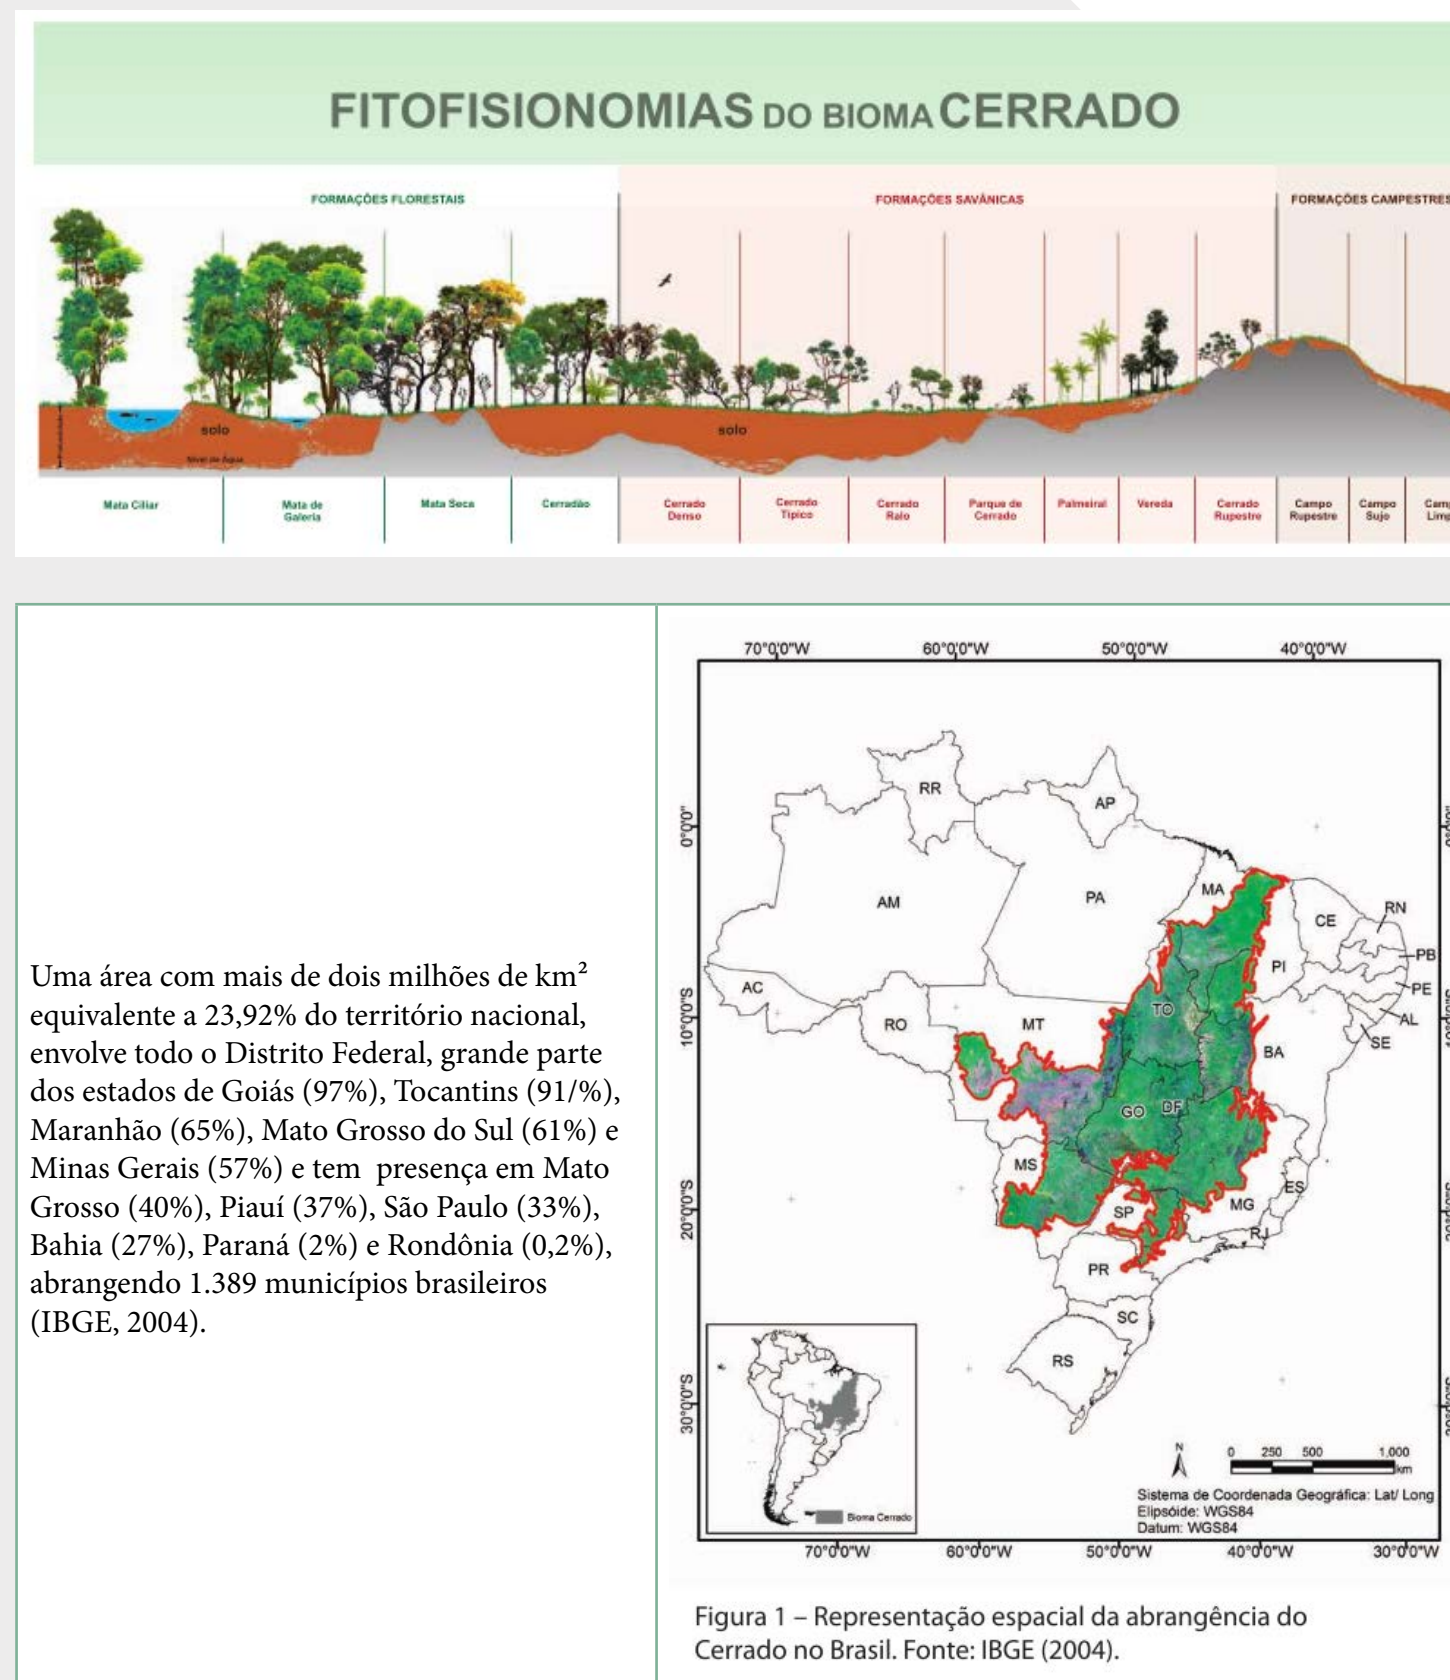 FITOFISIONOMIAS DO BIOMA CERRADO
FORMAÇÕES FLORESTAIS
FORMAÇÕES SAVÂNICAS
FORMAÇÕES CAMPESTRES
solo
solo
Nível de Água
Mata Ciliar
Mata de
Galeria
Mata Seca
Cerradão
Cerrado
Denso
Cerrado
Típico
Cerrado
Ralo
Parque de
Cerrado
Palmeiral
Vereda
Cerrado
Rupestre
Campo
Rupestre
Campo
Sujo
Camp
Limp
Uma área com mais de dois milhões de km²
equivalente a 23,92% do território nacional,
envolve todo o Distrito Federal, grande parte
dos estados de Goiás (97%), Tocantins (91/%),
Maranhão (65%), Mato Grosso do Sul (61%) e
Minas Gerais (57%) e tem presença em Mato
Grosso (40%), Piauí (37%), São Paulo (33%),
Bahia (27%), Paraná (2%) e Rondônia (0,2%),
abrangendo 1.389 municípios brasileiros
(IBGE, 2004).
70°0'0"W 60°0'0"W 50°0'0"W 40°0'0"W
0°0'0"
10°0'0"S
20°0'0"S
30°0'0"S
RR
AP
AM
PA
MA
CE
RN
PB
PE
AL
SE
PI
AC
RO
MT
TO
BA
GO
DF
MS
MG
ES
SP
RJ
PR
SC
RS
Bioma Cerrado
N
0 250 500 1,000
km
Sistema de Coordenada Geográfica: Lat/ Long
Elipsóide: WGS84
Datum: WGS84
70°0'0"W 60°0'0"W 50°0'0"W 40°0'0"W 30°0'0"W
Figura 1 – Representação espacial da abrangência do
Cerrado no Brasil. Fonte: IBGE (2004).